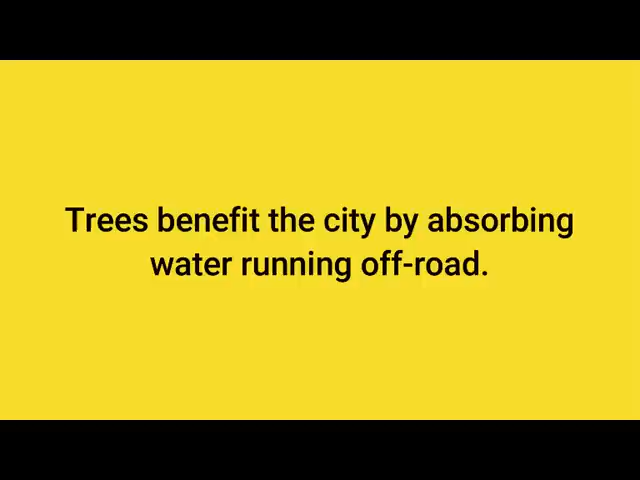 Trees benefit the city by absorbing
water running off-road.